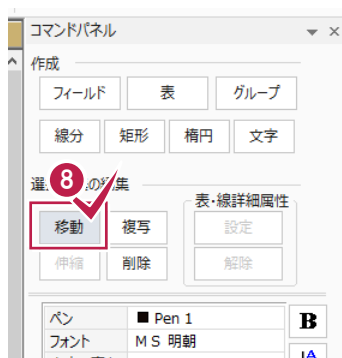 コマンドパネル
作成
フィールド 表 グループ
線分 矩形 楕円 文字
選 の編集
8
表・線詳細属性
移動 複写 設定
伸縮 削除 解除
ペン ■ Pen 1 B
フォント ＭＳ 明朝